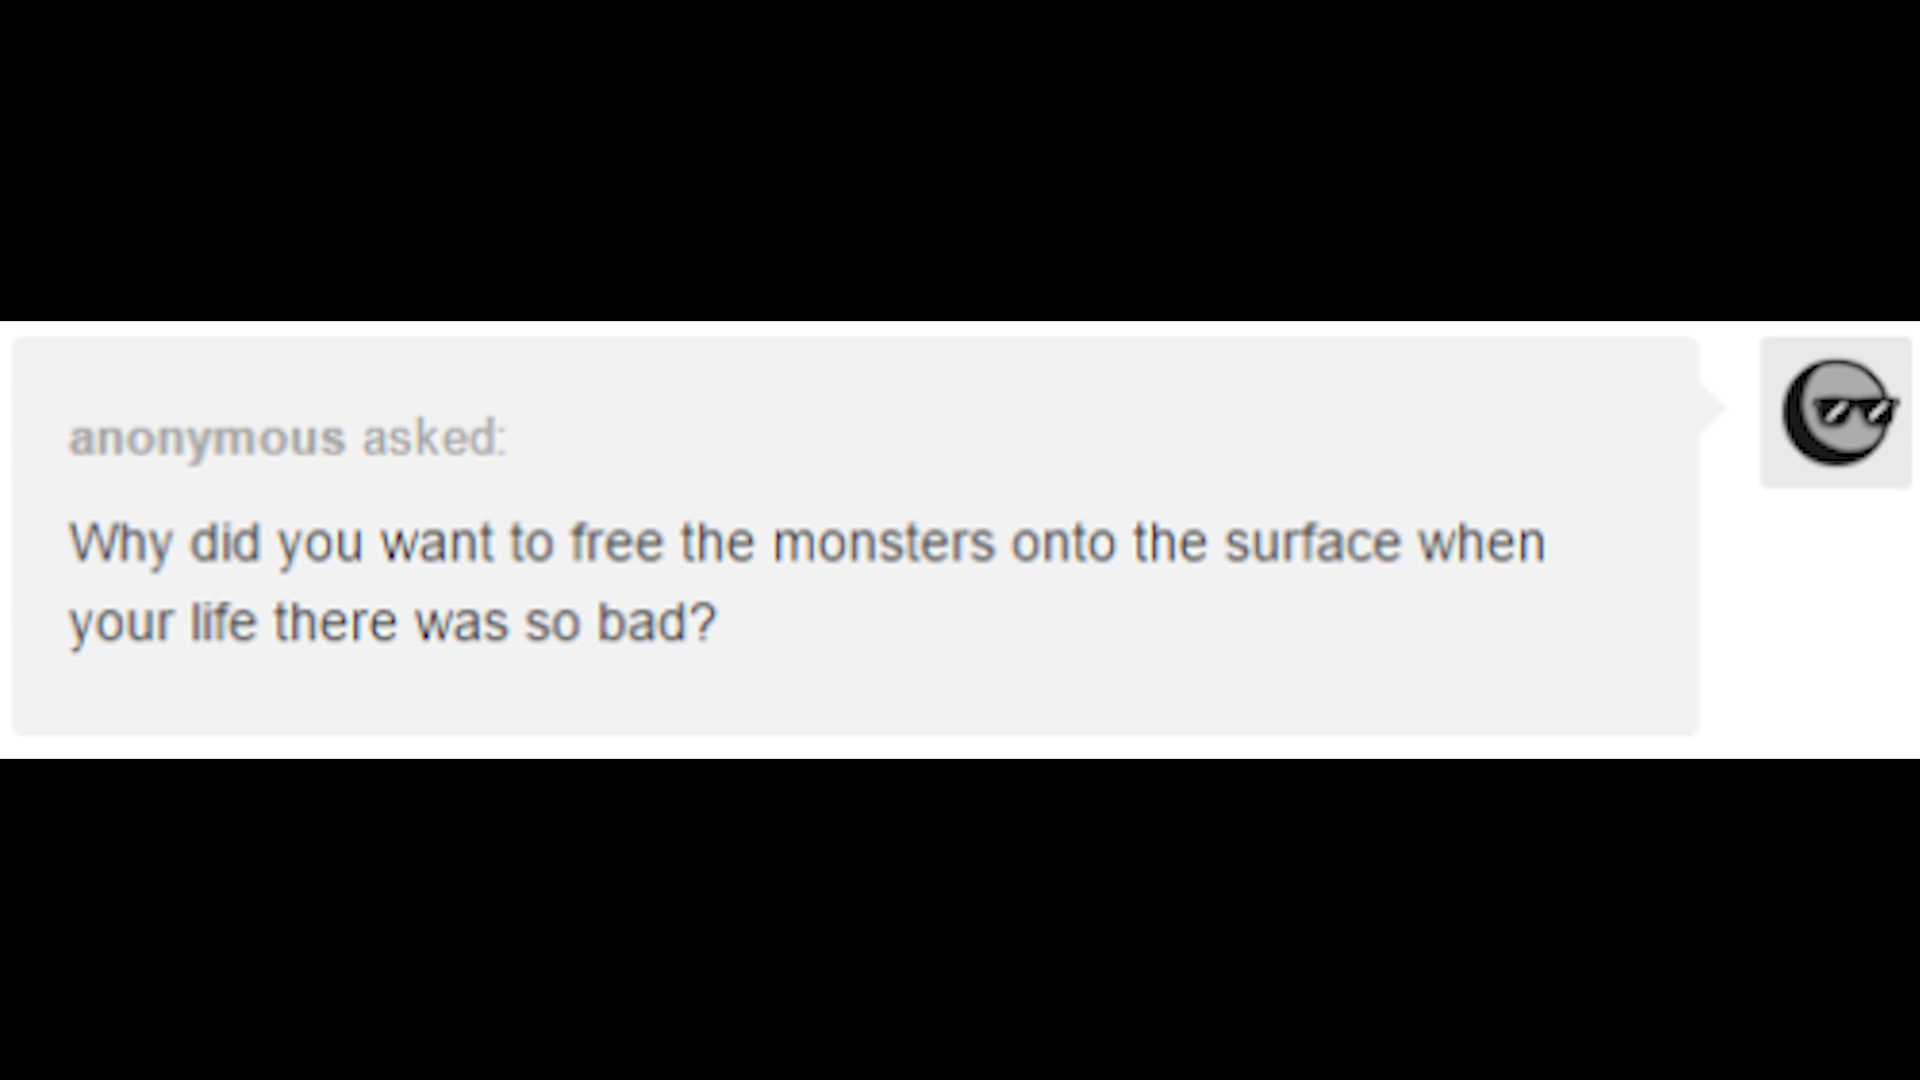 anonymous asked:
Why did you want to free the monsters onto the surface when
your life there was so bad?